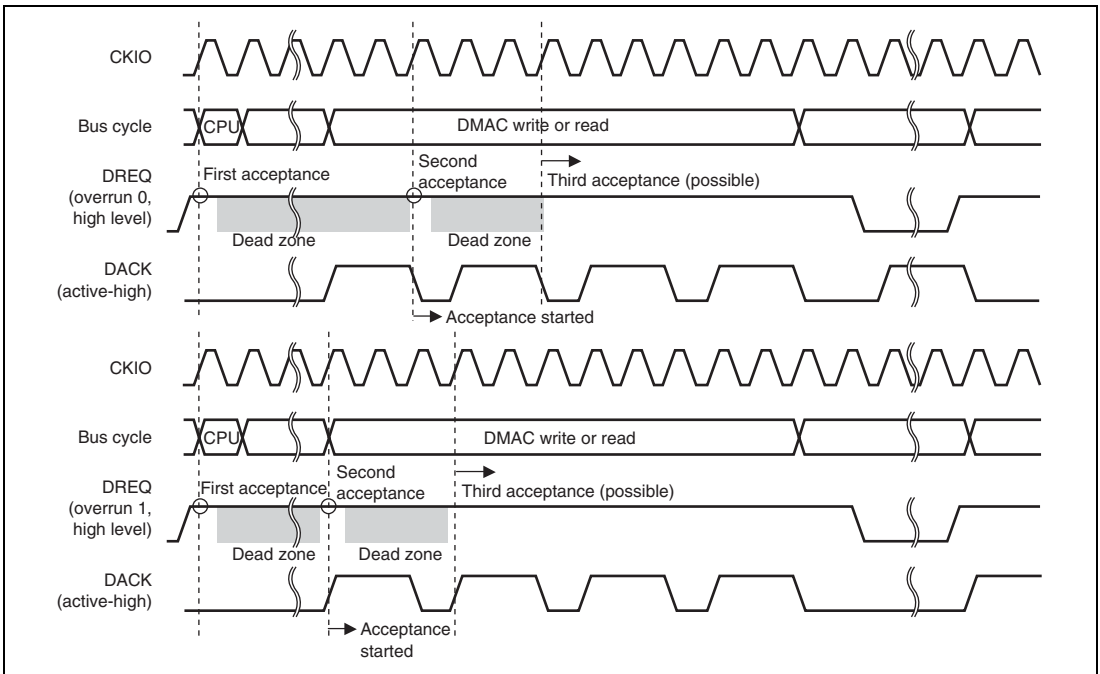 CKIO
Bus cycle
CPU
DMAC write or read
DREQ
(overrun 0,
high level)
First acceptance
Second
acceptance
Third acceptance (possible)
Dead zone
Dead zone
DACK
(active-high)
Acceptance started
CKIO
Bus cycle
CPU
DMAC write or read
DREQ
(overrun 1,
high level)
First acceptance
Second
acceptance
Third acceptance (possible)
Dead zone
Dead zone
DACK
(active-high)
Acceptance
started